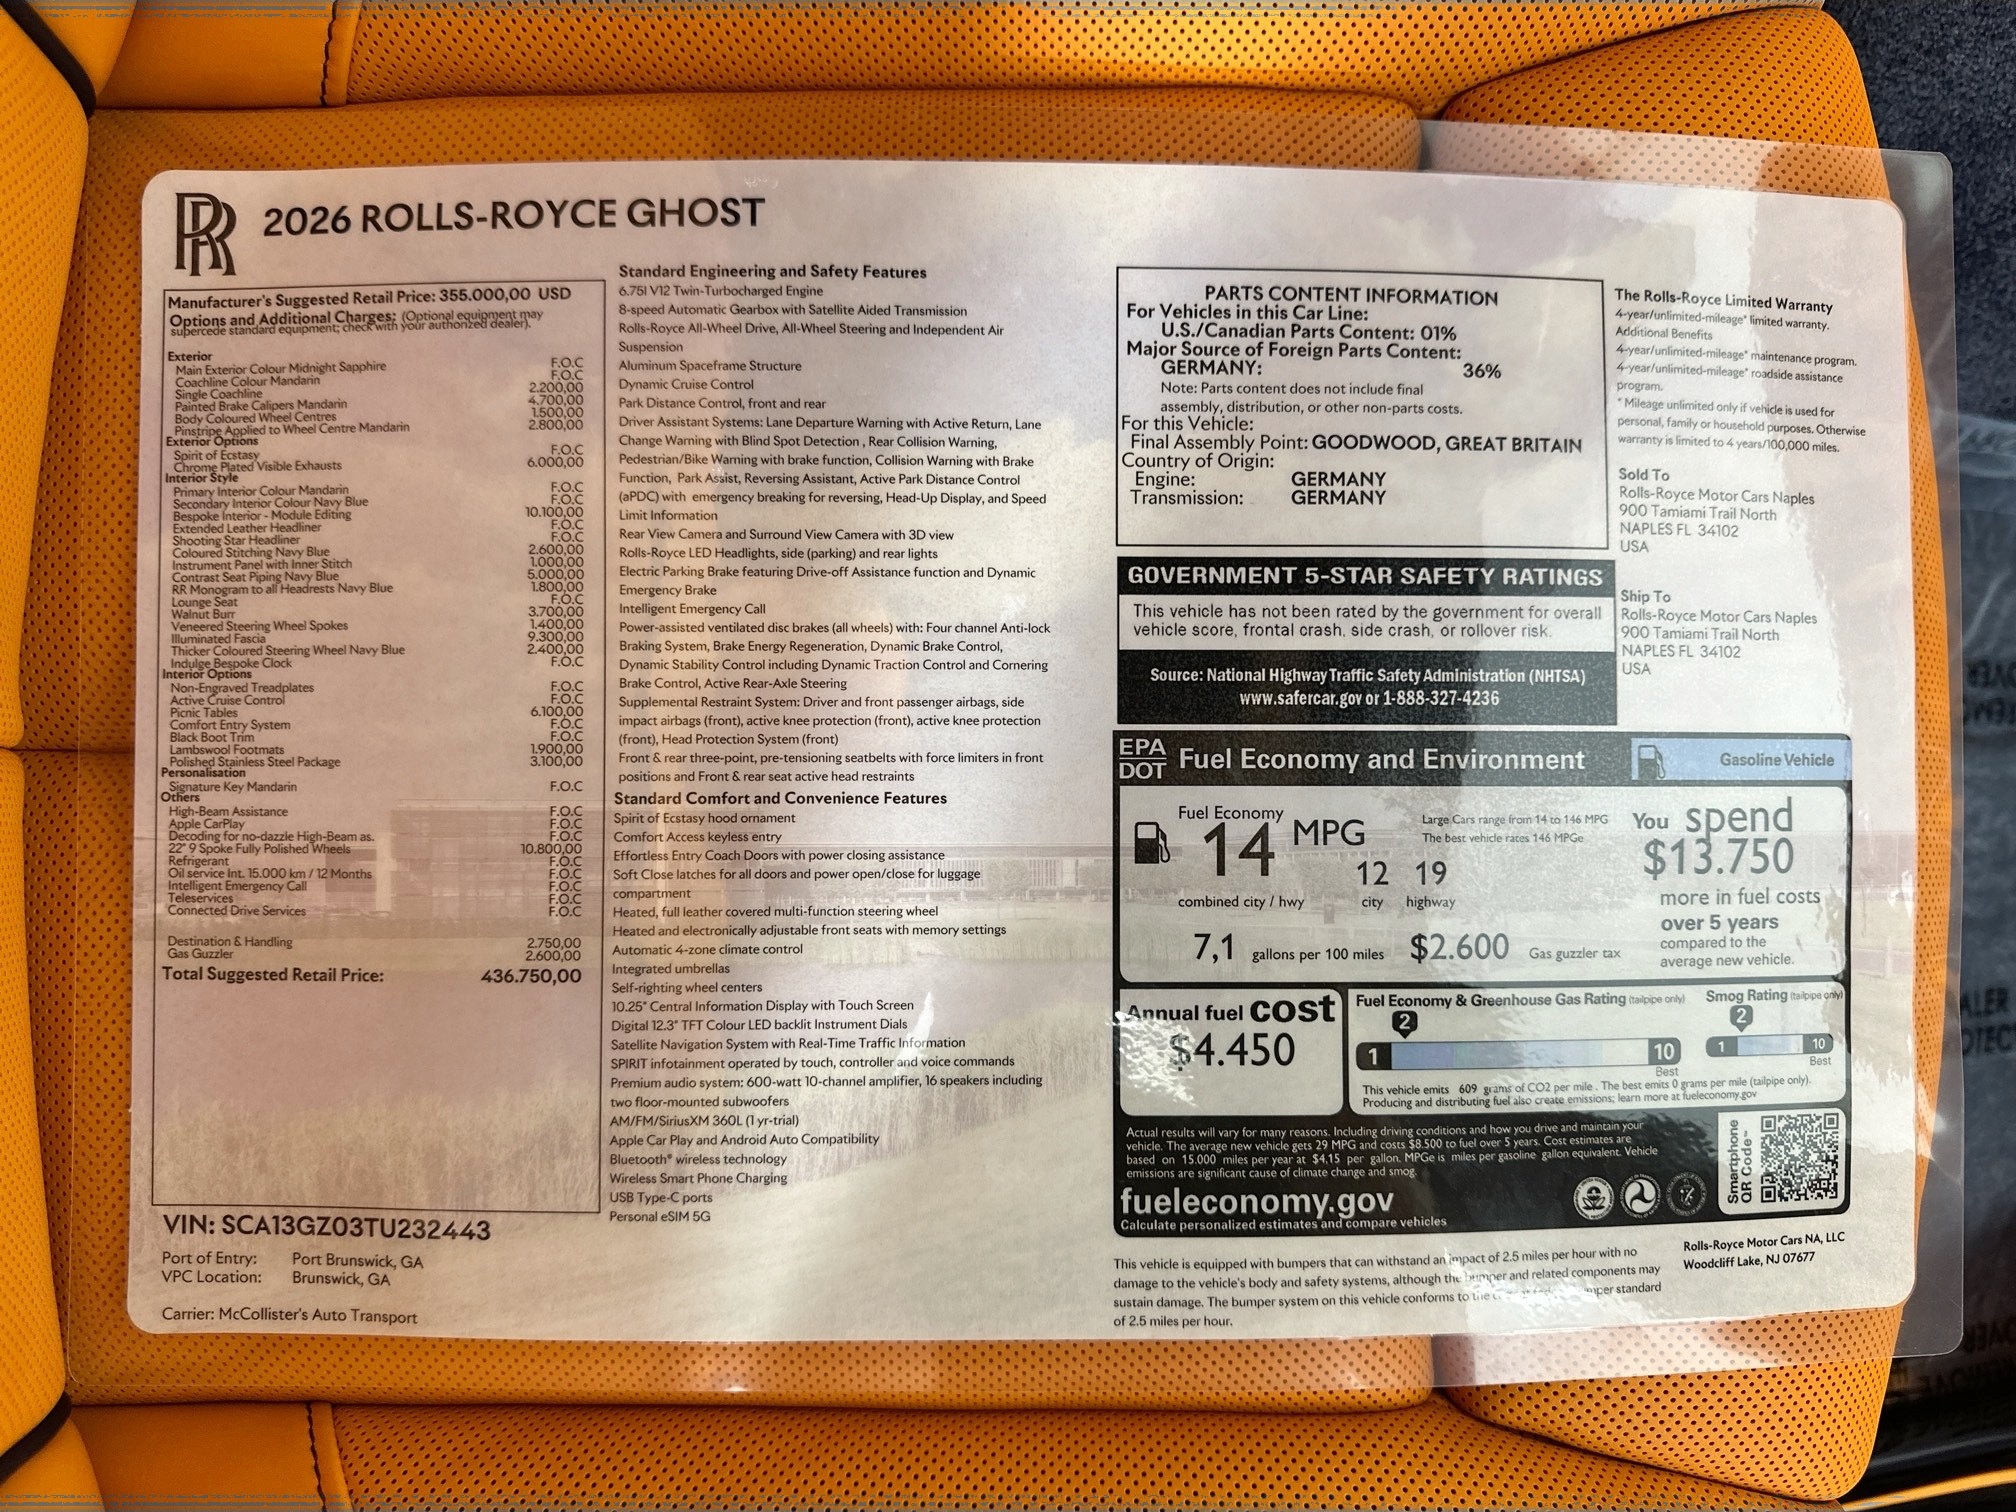 RR
2026 ROLLS-ROYCE GHOST
Manufacturer's Suggested Retail Price: 355.000,00 USD
Options and Additional Charges: (Optional equipment may
supercede standard equipment; check with your authorized dealer).
Exterior
Main Exterior Colour Midnight Sapphire F.O.C
Coachline Colour Mandarin F.O.C
Single Coachline 2.200,00
Painted Brake Calipers Mandarin 4.700,00
Body Coloured Wheel Centres 1.500,00
Pinstripe Applied to Wheel Centre Mandarin 2.800,00
Exterior Options
Spirit of Ecstasy F.O.C
Chrome Plated Visible Exhausts 6.000,00
Interior Style
Primary Interior Colour Mandarin F.O.C
Secondary Interior Colour Navy Blue F.O.C
Bespoke Interior - Module Editing 10.100,00
Extended Leather Headliner F.O.C
Shooting Star Headliner F.O.C
Coloured Stitching Navy Blue 2.600,00
Instrument Panel with Inner Stitch 1.000,00
Contrast Seat Piping Navy Blue 5.000,00
RR Monogram to all Headrests Navy Blue 1.800,00
Lounge Seat F.O.C
Walnut Burr 3.700,00
Veneered Steering Wheel Spokes 1.400,00
Illuminated Fascia 9.300,00
Thicker Coloured Steering Wheel Navy Blue 2.400,00
Indulge Bespoke Clock F.O.C
Interior Options
Non-Engraved Treadplates F.O.C
Active Cruise Control F.O.C
Picnic Tables 6.100,00
Comfort Entry System F.O.C
Black Boot Trim F.O.C
Lambswool Footmats 1.900,00
Polished Stainless Steel Package 3.100,00
Personalisation
Signature Key Mandarin F.O.C
Others
High-Beam Assistance F.O.C
Apple CarPlay F.O.C
Decoding for no-dazzle High-Beam as. F.O.C
22" 9 Spoke Fully Polished Wheels 10.800,00
Refrigerant F.O.C
Oil service Int. 15.000 km / 12 Months F.O.C
Intelligent Emergency Call F.O.C
Teleservices F.O.C
Connected Drive Services F.O.C
Destination & Handling 2.750,00
Gas Guzzler 2.600,00
Total Suggested Retail Price: 436.750,00
VIN: SCA13GZ03TU232443
Port of Entry: Port Brunswick, GA
VPC Location: Brunswick, GA
Carrier: McCollister's Auto Transport
Standard Engineering and Safety Features
6.75l V12 Twin-Turbocharged Engine
8-speed Automatic Gearbox with Satellite Aided Transmission
Rolls-Royce All-Wheel Drive, All-Wheel Steering and Independent Air
Suspension
Aluminum Spaceframe Structure
Dynamic Cruise Control
Park Distance Control, front and rear
Driver Assistant Systems: Lane Departure Warning with Active Return, Lane
Change Warning with Blind Spot Detection , Rear Collision Warning,
Pedestrian/Bike Warning with brake function, Collision Warning with Brake
Function, Park Assist, Reversing Assistant, Active Park Distance Control
(aPDC) with emergency breaking for reversing, Head-Up Display, and Speed
Limit Information
Rear View Camera and Surround View Camera with 3D view
Rolls-Royce LED Headlights, side (parking) and rear lights
Electric Parking Brake featuring Drive-off Assistance function and Dynamic
Emergency Brake
Intelligent Emergency Call
Power-assisted ventilated disc brakes (all wheels) with: Four channel Anti-lock
Braking System, Brake Energy Regeneration, Dynamic Brake Control,
Dynamic Stability Control including Dynamic Traction Control and Cornering
Brake Control, Active Rear-Axle Steering
Supplemental Restraint System: Driver and front passenger airbags, side
impact airbags (front), active knee protection (front), active knee protection
(front), Head Protection System (front)
Front & rear three-point, pre-tensioning seatbelts with force limiters in front
positions and Front & rear seat active head restraints
Standard Comfort and Convenience Features
Spirit of Ecstasy hood ornament
Comfort Access keyless entry
Effortless Entry Coach Doors with power closing assistance
Soft Close latches for all doors and power open/close for luggage
compartment
Heated, full leather covered multi-function steering wheel
Heated and electronically adjustable front seats with memory settings
Automatic 4-zone climate control
Integrated umbrellas
Self-righting wheel centers
10.25" Central Information Display with Touch Screen
Digital 12.3" TFT Colour LED backlit Instrument Dials
Satellite Navigation System with Real-Time Traffic Information
SPIRIT infotainment operated by touch, controller and voice commands
Premium audio system: 600-watt 10-channel amplifier, 16 speakers including
two floor-mounted subwoofers
AM/FM/SiriusXM 360L (1 yr-trial)
Apple Car Play and Android Auto Compatibility
Bluetooth® wireless technology
Wireless Smart Phone Charging
USB Type-C ports
Personal eSIM 5G
PARTS CONTENT INFORMATION
For Vehicles in this Car Line:
U.S./Canadian Parts Content: 01%
Major Source of Foreign Parts Content:
GERMANY: 36%
Note: Parts content does not include final
assembly, distribution, or other non-parts costs.
For this Vehicle:
Final Assembly Point: GOODWOOD, GREAT BRITAIN
Country of Origin:
Engine: GERMANY
Transmission: GERMANY
The Rolls-Royce Limited Warranty
4-year/unlimited-mileage* limited warranty.
Additional Benefits
4-year/unlimited-mileage* maintenance program.
4-year/unlimited-mileage* roadside assistance
program.
* Mileage unlimited only if vehicle is used for
personal, family or household purposes. Otherwise
warranty is limited to 4 years/100,000 miles.
Sold To
Rolls-Royce Motor Cars Naples
900 Tamiami Trail North
NAPLES FL 34102
USA
Ship To
Rolls-Royce Motor Cars Naples
900 Tamiami Trail North
NAPLES FL 34102
USA
GOVERNMENT 5-STAR SAFETY RATINGS
This vehicle has not been rated by the government for overall
vehicle score, frontal crash, side crash, or rollover risk.
Source: National Highway Traffic Safety Administration (NHTSA)
www.safercar.gov or 1-888-327-4236
EPA
DOT
Fuel Economy and Environment
Gasoline Vehicle
Fuel Economy
14 MPG
combined city / hwy
12 city
19 highway
Large Cars range from 14 to 146 MPG
The best vehicle rates 146 MPGe
7,1 gallons per 100 miles
$2.600 Gas guzzler tax
You spend
$13.750
more in fuel costs
over 5 years
compared to the
average new vehicle.
Annual fuel cost
$4.450
Fuel Economy & Greenhouse Gas Rating (tailpipe only)
2
1 10
Best
Smog Rating (tailpipe only)
2
1 10
Best
This vehicle emits 609 grams of CO2 per mile . The best emits 0 grams per mile (tailpipe only).
Producing and distributing fuel also create emissions; learn more at fueleconomy.gov
Actual results will vary for many reasons. Including driving conditions and how you drive and maintain your
vehicle. The average new vehicle gets 29 MPG and costs $8.500 to fuel over 5 years. Cost estimates are
based on 15.000 miles per year at $4.15 per gallon. MPGe is miles per gasoline gallon equivalent. Vehicle
emissions are significant cause of climate change and smog.
fueleconomy.gov
Calculate personalized estimates and compare vehicles
Smartphone
QR Code™
This vehicle is equipped with bumpers that can withstand an impact of 2.5 miles per hour with no
damage to the vehicle's body and safety systems, although the bumper and related components may
sustain damage. The bumper system on this vehicle conforms to the standard
of 2.5 miles per hour.
Rolls-Royce Motor Cars NA, LLC
Woodcliff Lake, NJ 07677